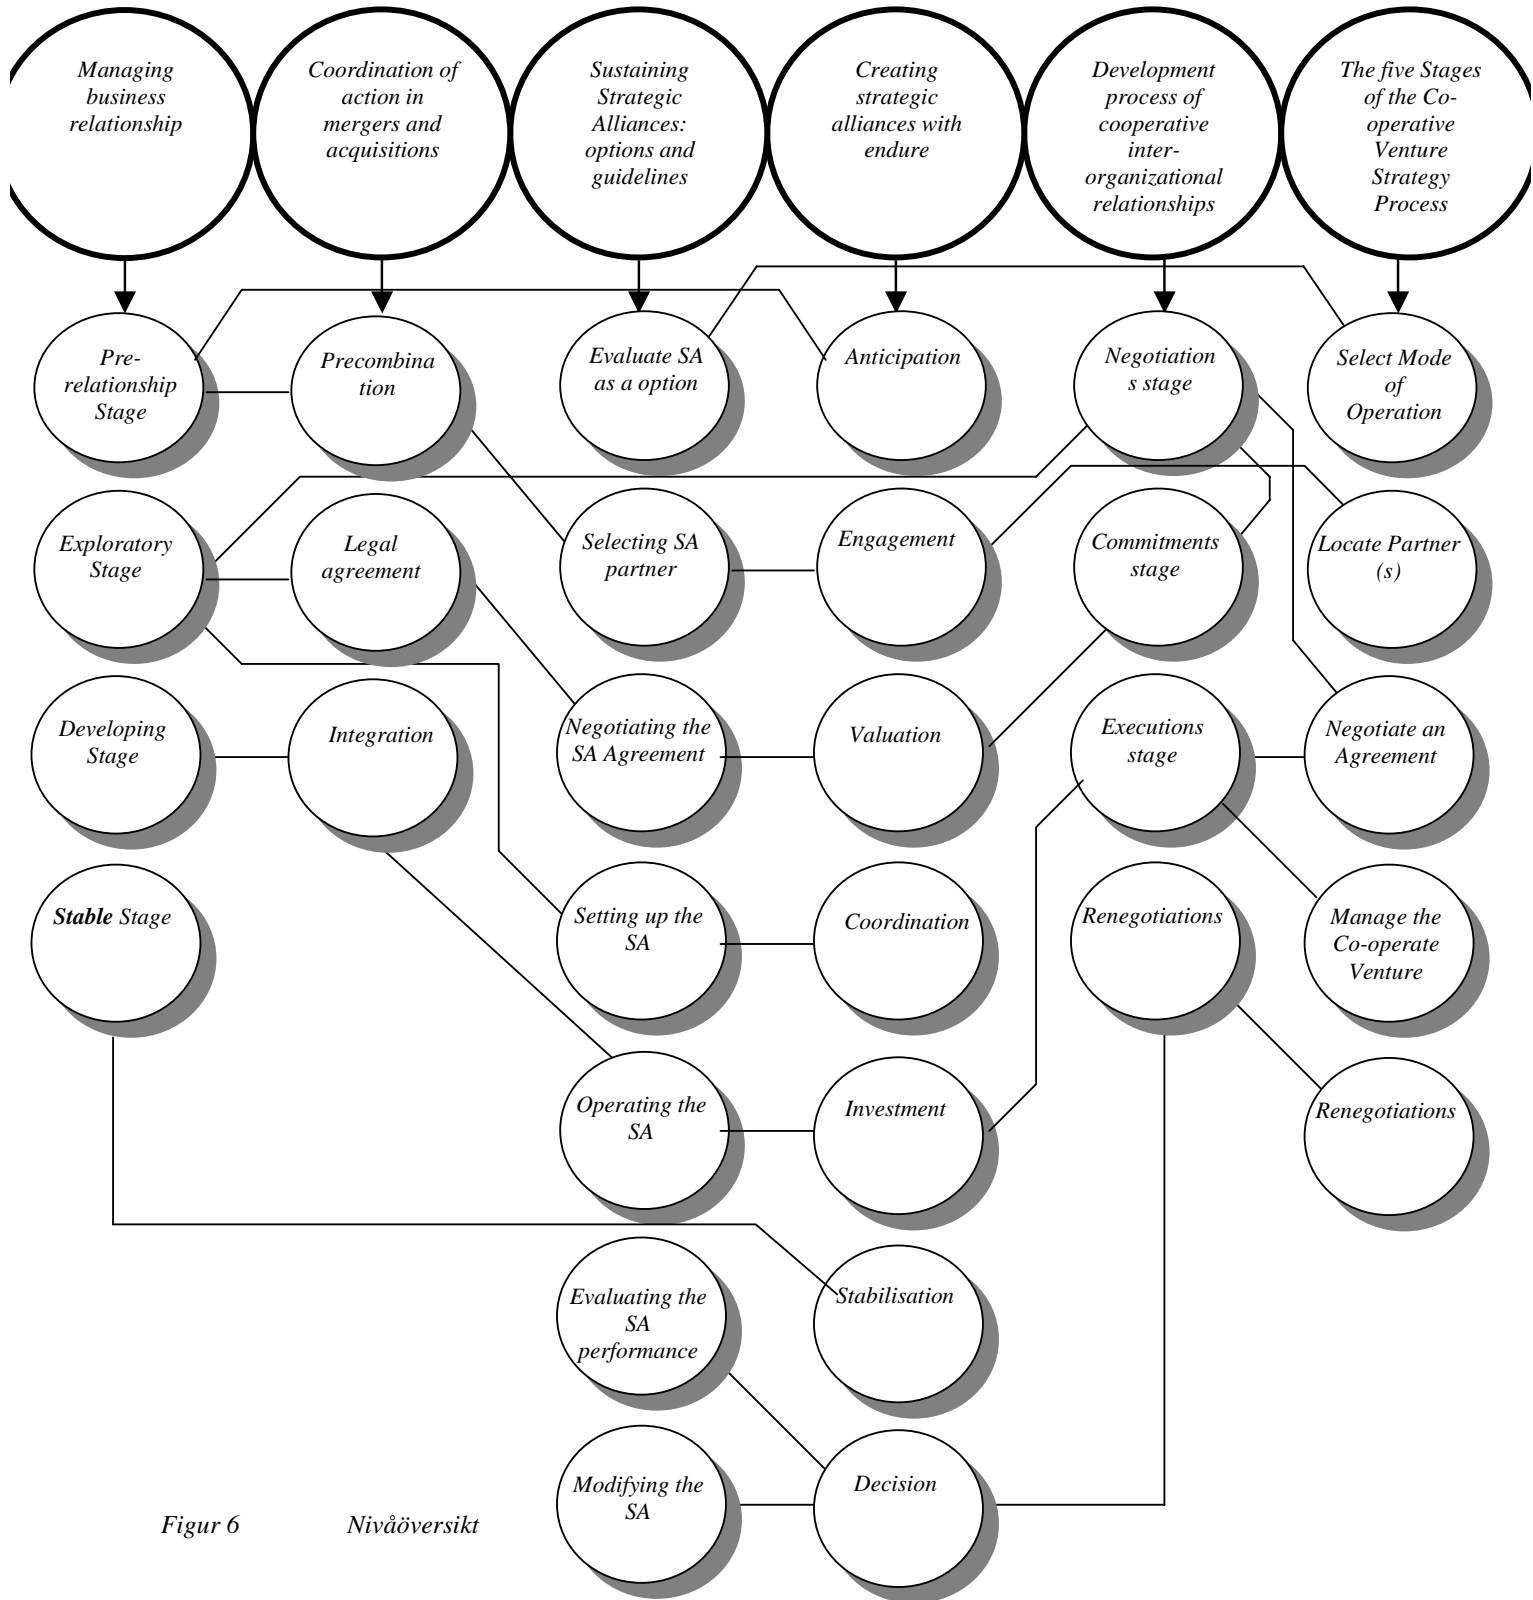 Managing
business
relationship
Coordination of
action in
mergers and
acquisitions
Sustaining
Strategic
Alliances:
options and
guidelines
Creating
strategic
alliances with
endure
Development
process of
cooperative
inter-
organizational
relationships
The five Stages
of the Co-
operative
Venture
Strategy
Process
Pre-
relationship
Stage
Precombina
tion
Evaluate SA
as a option
Anticipation
Negotiation
s stage
Select Mode
of
Operation
Exploratory
Stage
Legal
agreement
Selecting SA
partner
Engagement
Commitments
stage
Locate Partner
(s)
Developing
Stage
Integration
Negotiating the
SA Agreement
Valuation
Executions
stage
Negotiate an
Agreement
Stable Stage
Setting up the
SA
Coordination
Renegotiations
Manage the
Co-operate
Venture
Operating the
SA
Investment
Renegotiations
Evaluating the
SA
performance
Stabilisation
Modifying the
SA
Decision
Figur 6 Nivåöversikt